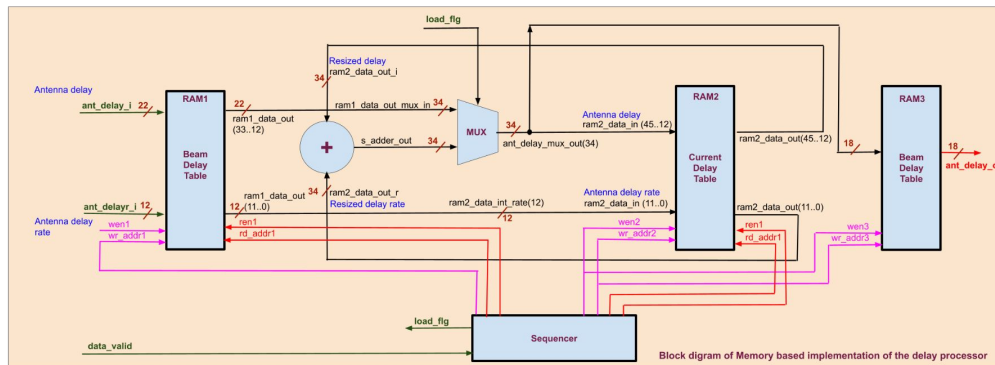 load_flg
Resized delay
ram2_data_out_i
34
Antenna delay
ant_delay_i
22
RAM1
Beam
Delay
Table
22
ram1_data_out
(33..12)
ram1_data_out_mux_in
34
+
s_adder_out
34
MUX
34
ant_delay_mux_out(34)
Antenna delay
ram2_data_in (45..12)
RAM2
Current
Delay
Table
ram2_data_out(45..12)
18
RAM3
Beam
Delay
Table
18
ant_delay_o
ant_delayr_i
12
Antenna delay
rate
wen1
wr_addr1
12
ram1_data_out
(11..0)
34
ram2_data_out_r
Resized delay rate
ram2_data_int_rate(12)
12
Antenna delay rate
ram2_data_in (11..0)
ram2_data_out(11..0)
ren1
rd_addr1
wen2
wr_addr2
ren1
rd_addr1
wen3
wr_addr3
load_flg
Sequencer
data_valid
Block digram of Memory based implementation of the delay processor